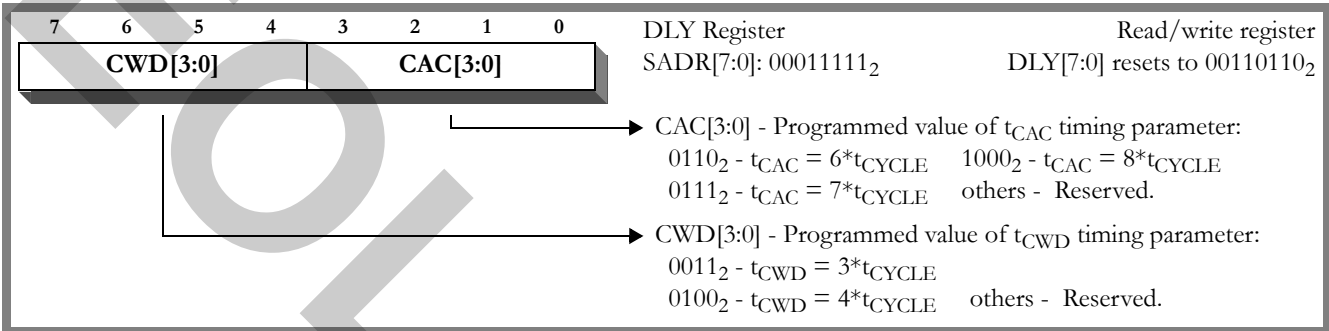 7 6 5 4 3 2 1 0
CWD[3:0] CAC[3:0]
DLY Register Read/write register
SADR[7:0]: 00011111₂ DLY[7:0] resets to 00110110₂
CAC[3:0] - Programmed value of tCAC timing parameter:
0110₂ - tCAC = 6*tCYCLE 1000₂ - tCAC = 8*tCYCLE
0111₂ - tCAC = 7*tCYCLE others - Reserved.
CWD[3:0] - Programmed value of tCWD timing parameter:
0011₂ - tCWD = 3*tCYCLE
0100₂ - tCWD = 4*tCYCLE others - Reserved.